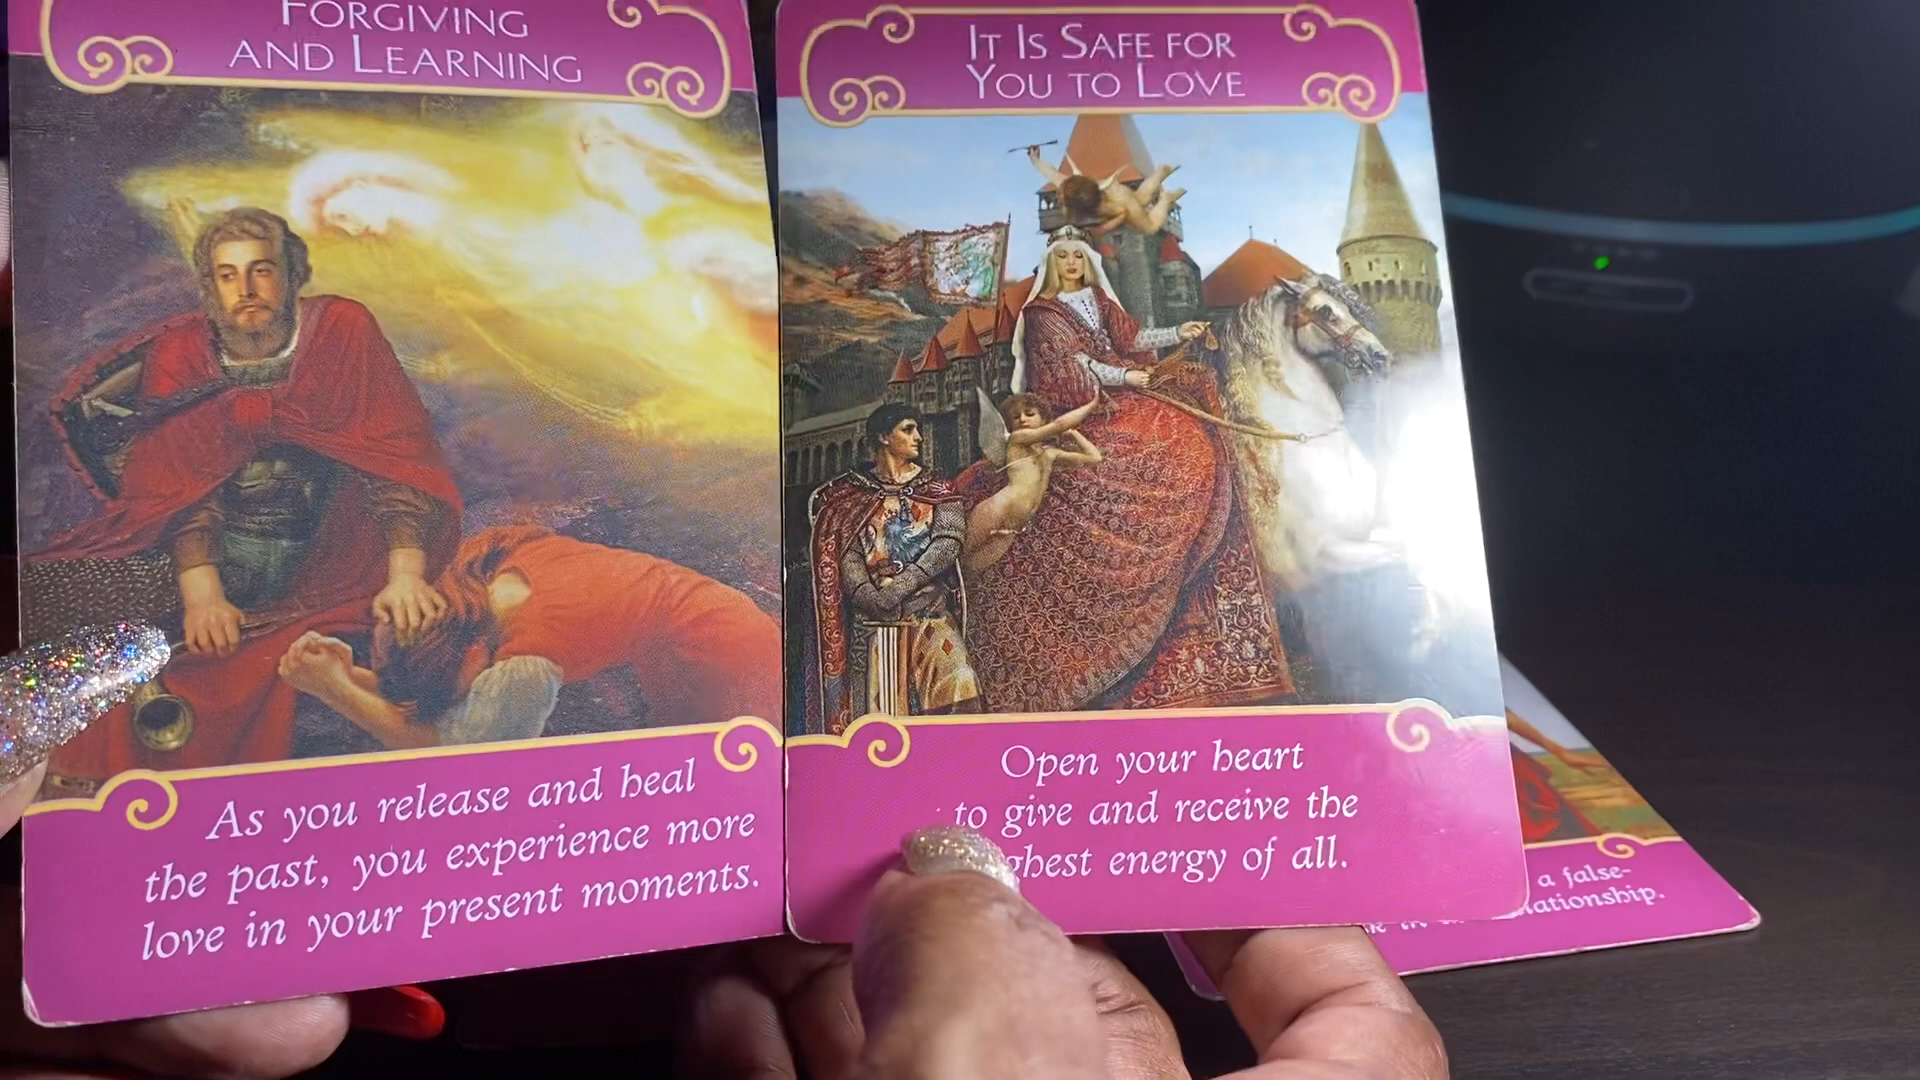 FORGIVING
AND LEARNING
As you release and heal
the past, you experience more
love in your present moments.
IT IS SAFE FOR
YOU TO LOVE
Open your heart
to give and receive the
ghest energy of all.
a false-
lationship.